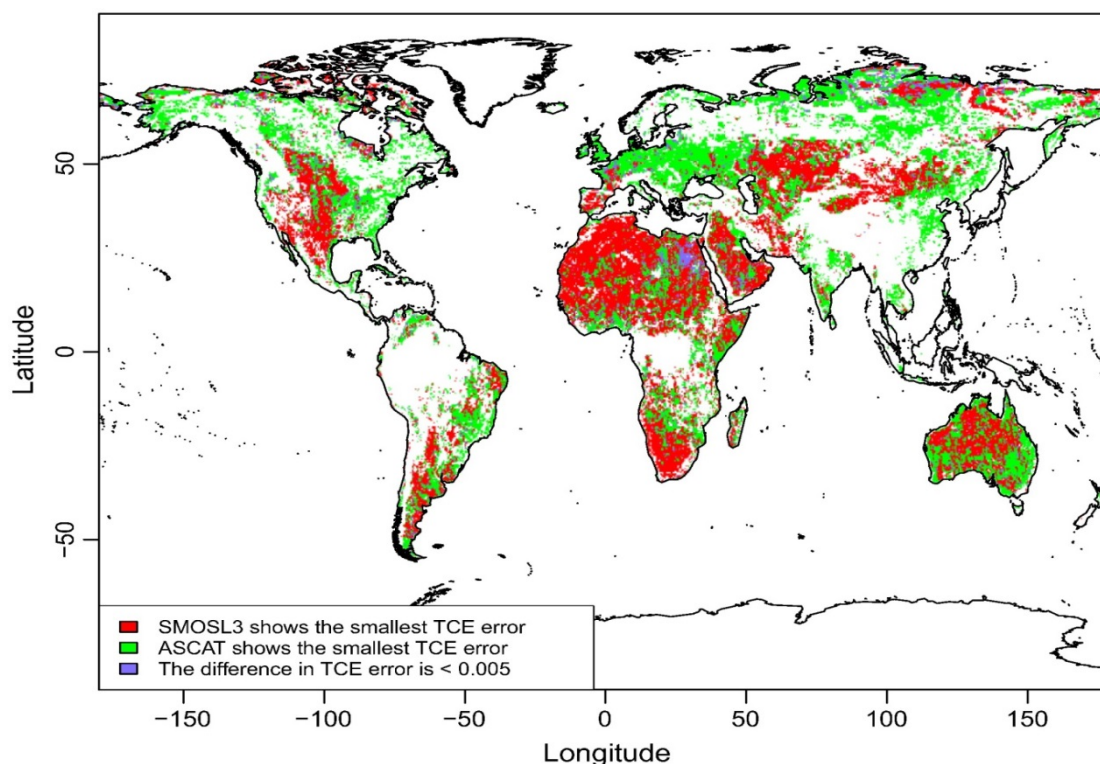 Latitude
50
0
−50
SMOSL3 shows the smallest TCE error
ASCAT shows the smallest TCE error
The difference in TCE error is < 0.005
−150 −100 −50 0 50 100 150
Longitude